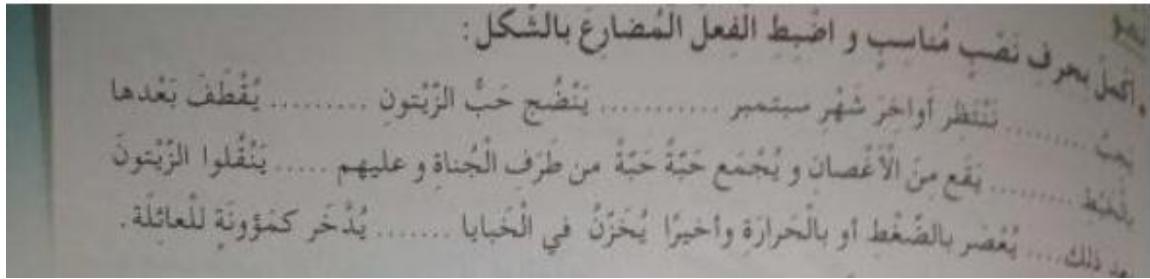 أكمل بحرف نصب مناسب و اضبط الفعل المضارع بالشكل :
يجب ......... ننتظر أواخر شهر سبتمبر ............ ينضج حب الزيتون ......... يقطف بعدها
بالخبط ......... يقع من الأغصان و يجمع حبة حبة من طرف الجناة و عليهم ..... ينقلوا الزيتون
بعد ذلك.... يعصر بالضغط أو بالحرارة وأخيرا يخزن في الخبايا ....... يدخر كمؤونة للعائلة.